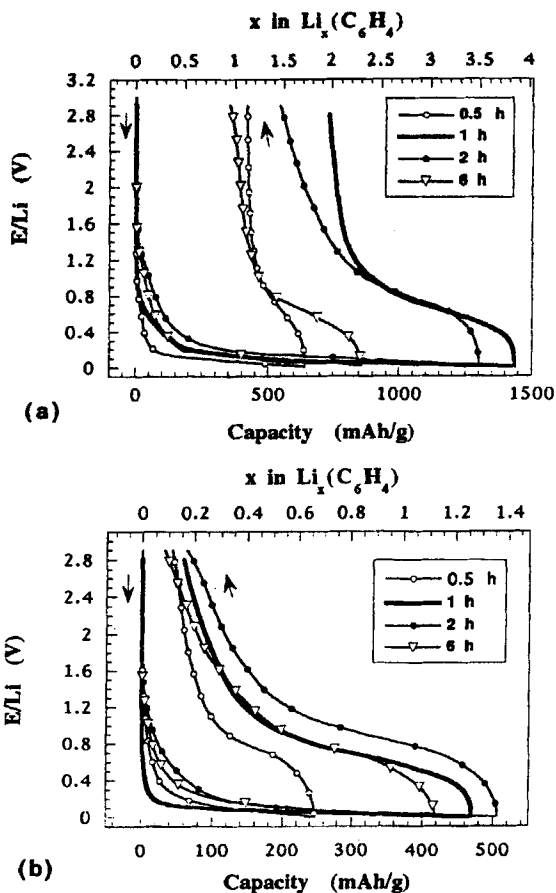 x in Liₓ(C₆H₄)
0 0.5 1 1.5 2 2.5 3 3.5 4
3.2
2.8
2.4
2
1.6
1.2
0.8
0.4
0
E/Li (V)
0.5 h
1 h
2 h
6 h
0 500 1000 1500
(a)
Capacity (mAh/g)
x in Liₓ(C₆H₄)
0 0.2 0.4 0.6 0.8 1 1.2 1.4
2.8
2.4
2
1.6
1.2
0.8
0.4
0
E/Li (V)
0.5 h
1 h
2 h
6 h
0 100 200 300 400 500
(b)
Capacity (mAh/g)